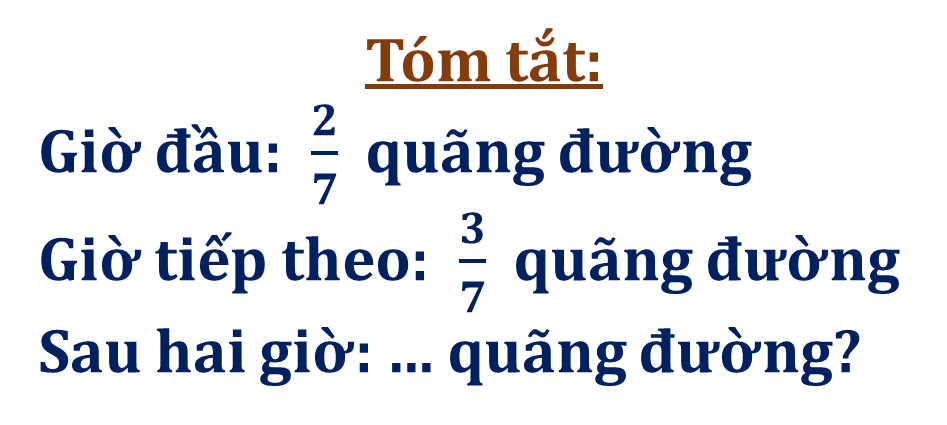 Tóm tắt:
Giờ đầu: 2/7 quãng đường
Giờ tiếp theo: 3/7 quãng đường
Sau hai giờ: ... quãng đường?